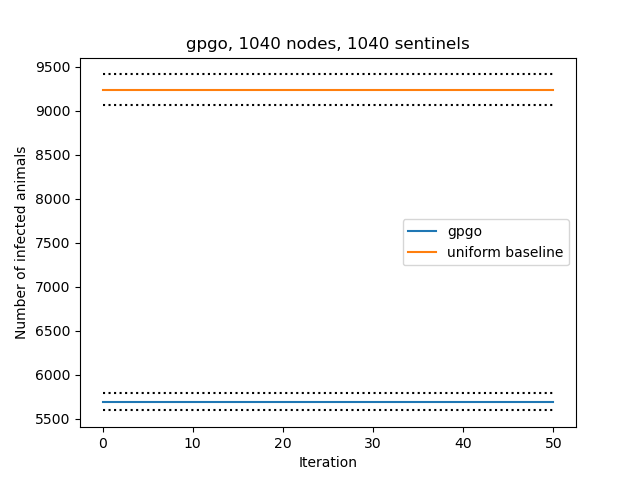 gpgo, 1040 nodes, 1040 sentinels
9500
9000
8500
8000
7500
7000
6500
6000
5500
Number of infected animals
gpgo
uniform baseline
0 10 20 30 40 50
Iteration